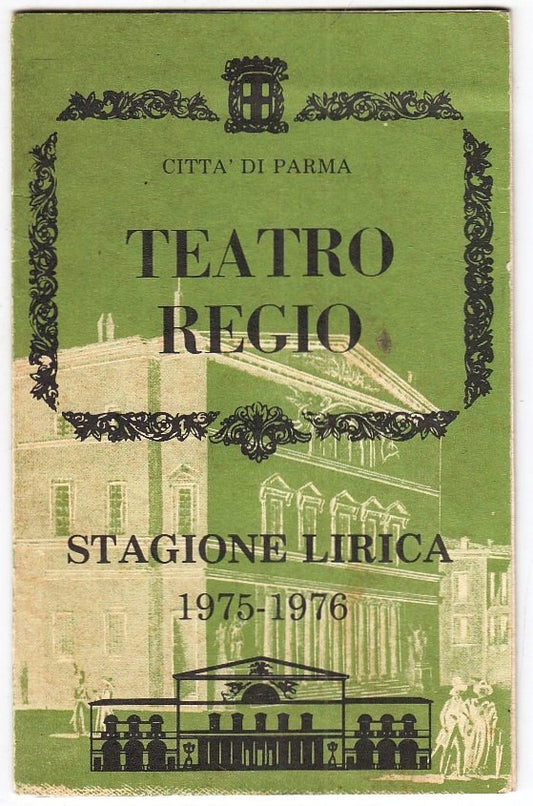 CITTA' DI PARMA
TEATRO
REGIO
STAGIONE LIRICA
1975-1976